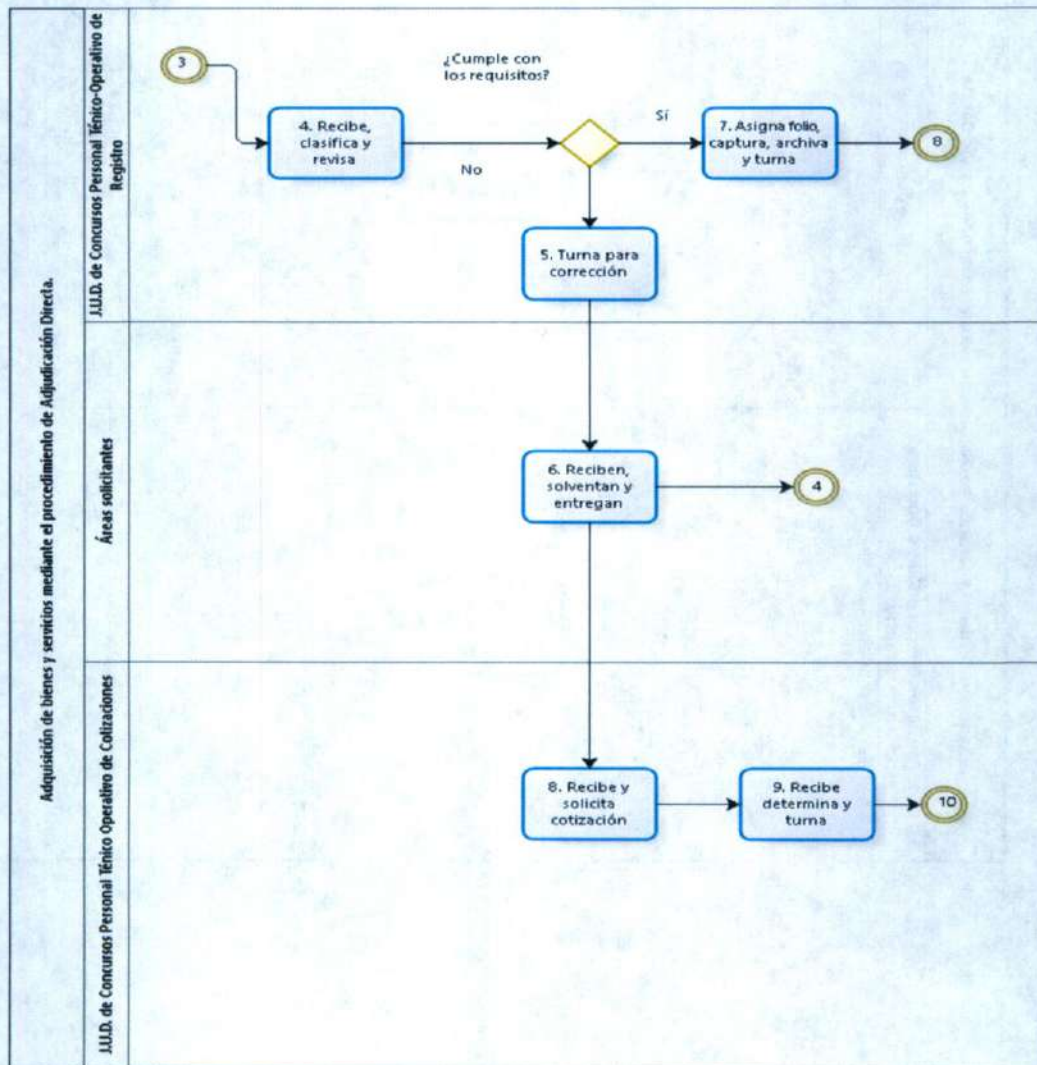 Adquisición de bienes y servicios mediante el procedimiento de Adjudicación Directa.
J.U.D. de Concursos Personal Ténico-Operativo de
Registro
3
¿Cumple con
los requisitos?
4. Recibe,
clasifica y
revisa
No
Sí
7. Asigna folio,
captura, archiva
y turna
8
5. Turna para
corrección
Áreas solicitantes
6. Reciben,
solventan y
entregan
4
J.U.D. de Concursos Personal Ténico Operativo de Cotizaciones
8. Recibe y
solicita
cotización
9. Recibe
determina y
turna
10